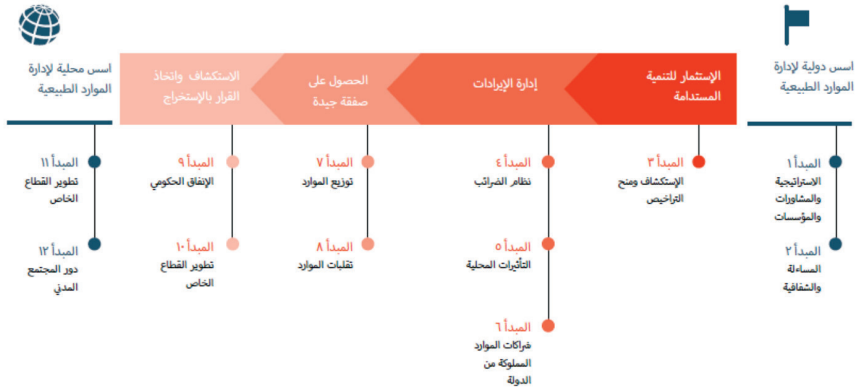 اسس دولية لإدارة
الموارد الطبيعية
المبدأ ١
الاستراتيجية
والمشاورات
والمؤسسات
المبدأ ٢
المساءلة
والشفافية
الإستثمار للتنمية
المستدامة
المبدأ ٣
الإستكشاف ومنح
التراخيص
إدارة الإيرادات
المبدأ ٤
نظام الضرائب
المبدأ ٥
التأثيرات المحلية
المبدأ ٦
شراكات الموارد
المملوكة من
الدولة
الحصول على
صفقة جيدة
المبدأ ٧
توزيع الموارد
المبدأ ٨
تقلبات الموارد
الاستكشاف واتخاذ
القرار بالإستخراج
المبدأ ٩
الإنفاق الحكومي
المبدأ ١٠
تطوير القطاع
الخاص
اسس محلية لإدارة
الموارد الطبيعية
المبدأ ١١
تطوير القطاع
الخاص
المبدأ ١٢
دور المجتمع
المدني